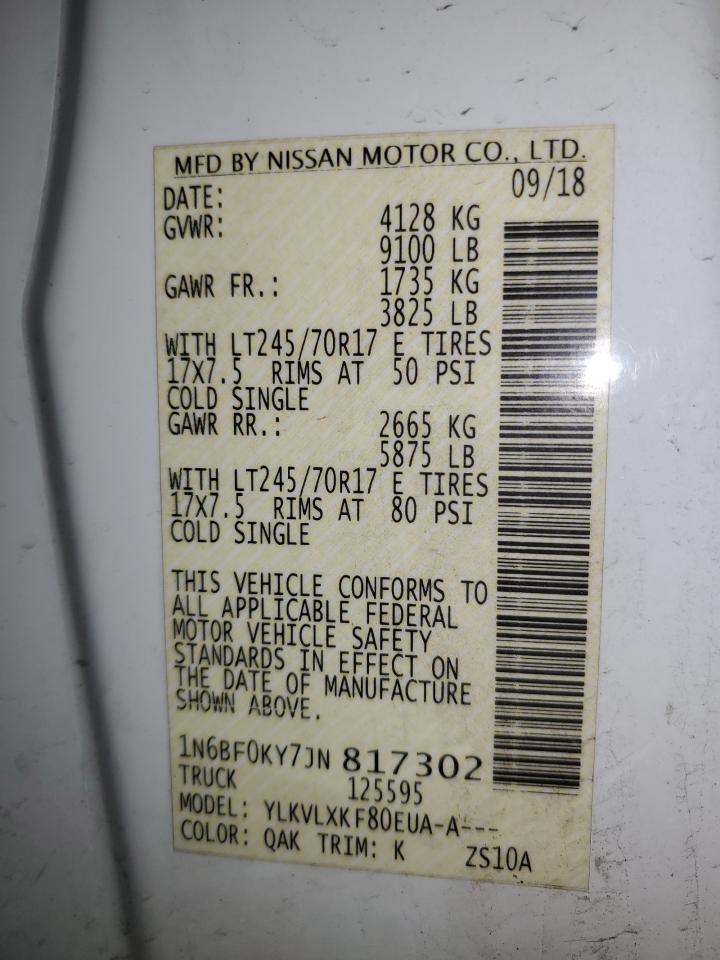 MFD BY NISSAN MOTOR CO., LTD.
DATE: 09/18
GVWR: 4128 KG
9100 LB
GAWR FR.: 1735 KG
3825 LB
WITH LT245/70R17 E TIRES
17X7.5 RIMS AT 50 PSI
COLD SINGLE
GAWR RR.: 2665 KG
5875 LB
WITH LT245/70R17 E TIRES
17X7.5 RIMS AT 80 PSI
COLD SINGLE
THIS VEHICLE CONFORMS TO
ALL APPLICABLE FEDERAL
MOTOR VEHICLE SAFETY
STANDARDS IN EFFECT ON
THE DATE OF MANUFACTURE
SHOWN ABOVE.
1N6BF0KY7JN 817302
TRUCK 125595
MODEL: YLKVLXKF80EUA-A---
COLOR: QAK TRIM: K ZS10A